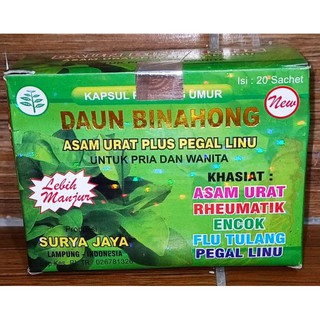 Isi : 20 Sachet
KAPSUL UMUR
New
DAUN BINAHONG
ASAM URAT PLUS PEGAL LINU
UNTUK PRIA DAN WANITA
Lebih
Manjur
KHASIAT :
ASAM URAT
RHEUMATIK
ENCOK
FLU TULANG
PEGAL LINU
SURYA JAYA
LAMPUNG - INDONESIA